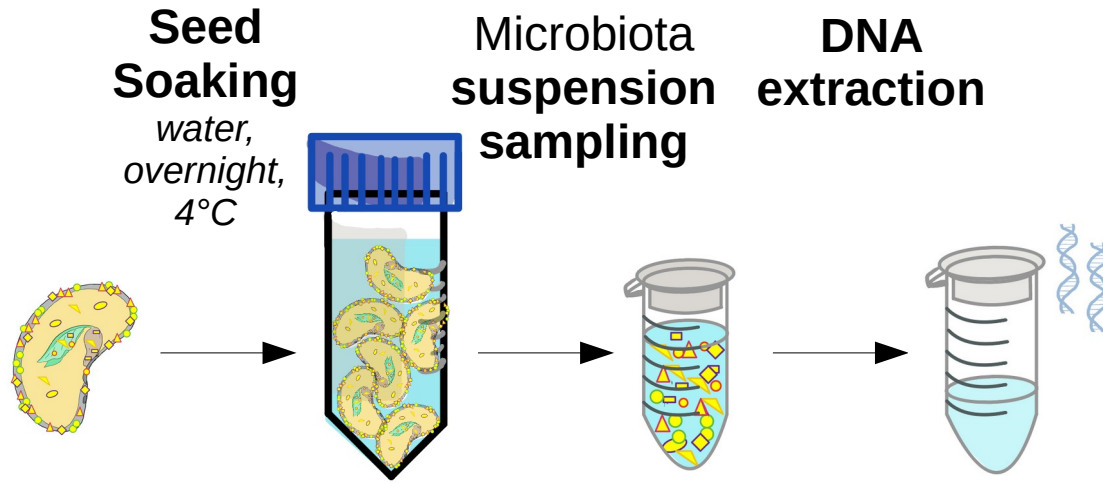 Seed
Soaking
water,
overnight,
4°C
Microbiota
suspension
sampling
DNA
extraction